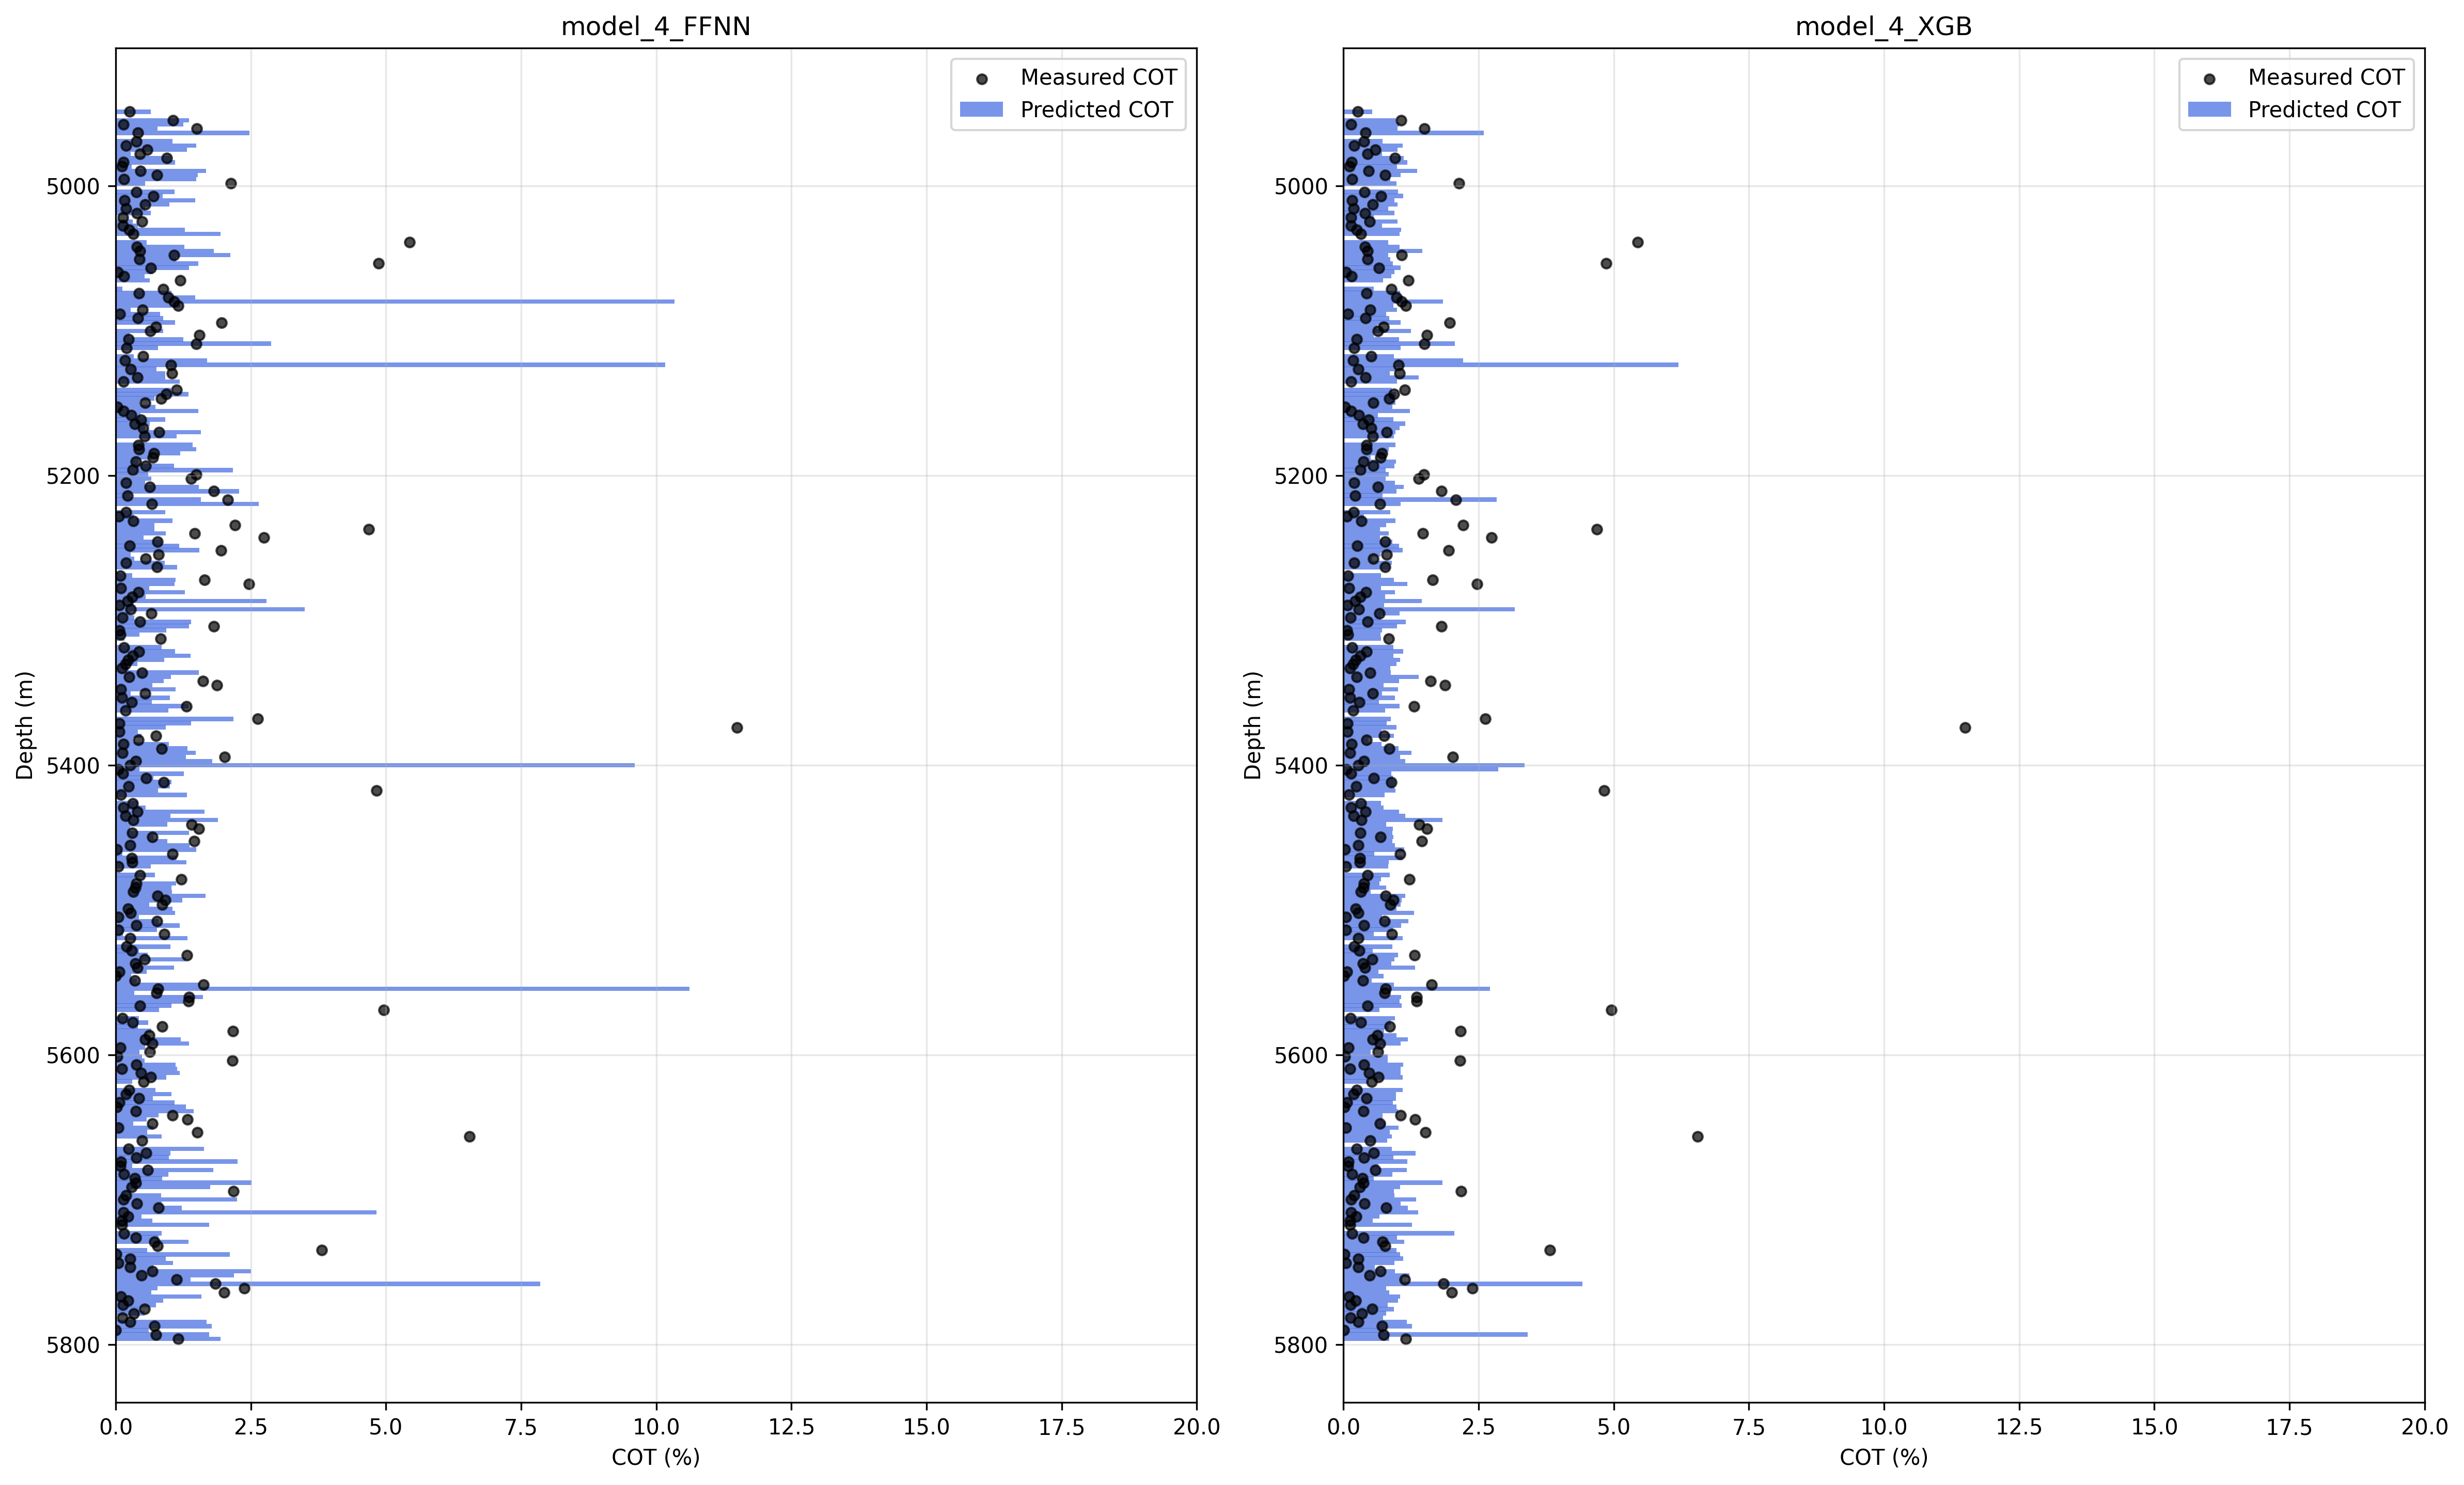 model_4_FFNN
Measured COT
Predicted COT
5000
5200
5400
5600
5800
Depth (m)
0.0 2.5 5.0 7.5 10.0 12.5 15.0 17.5 20.0
COT (%)
model_4_XGB
Measured COT
Predicted COT
5000
5200
5400
5600
5800
Depth (m)
0.0 2.5 5.0 7.5 10.0 12.5 15.0 17.5 20.0
COT (%)